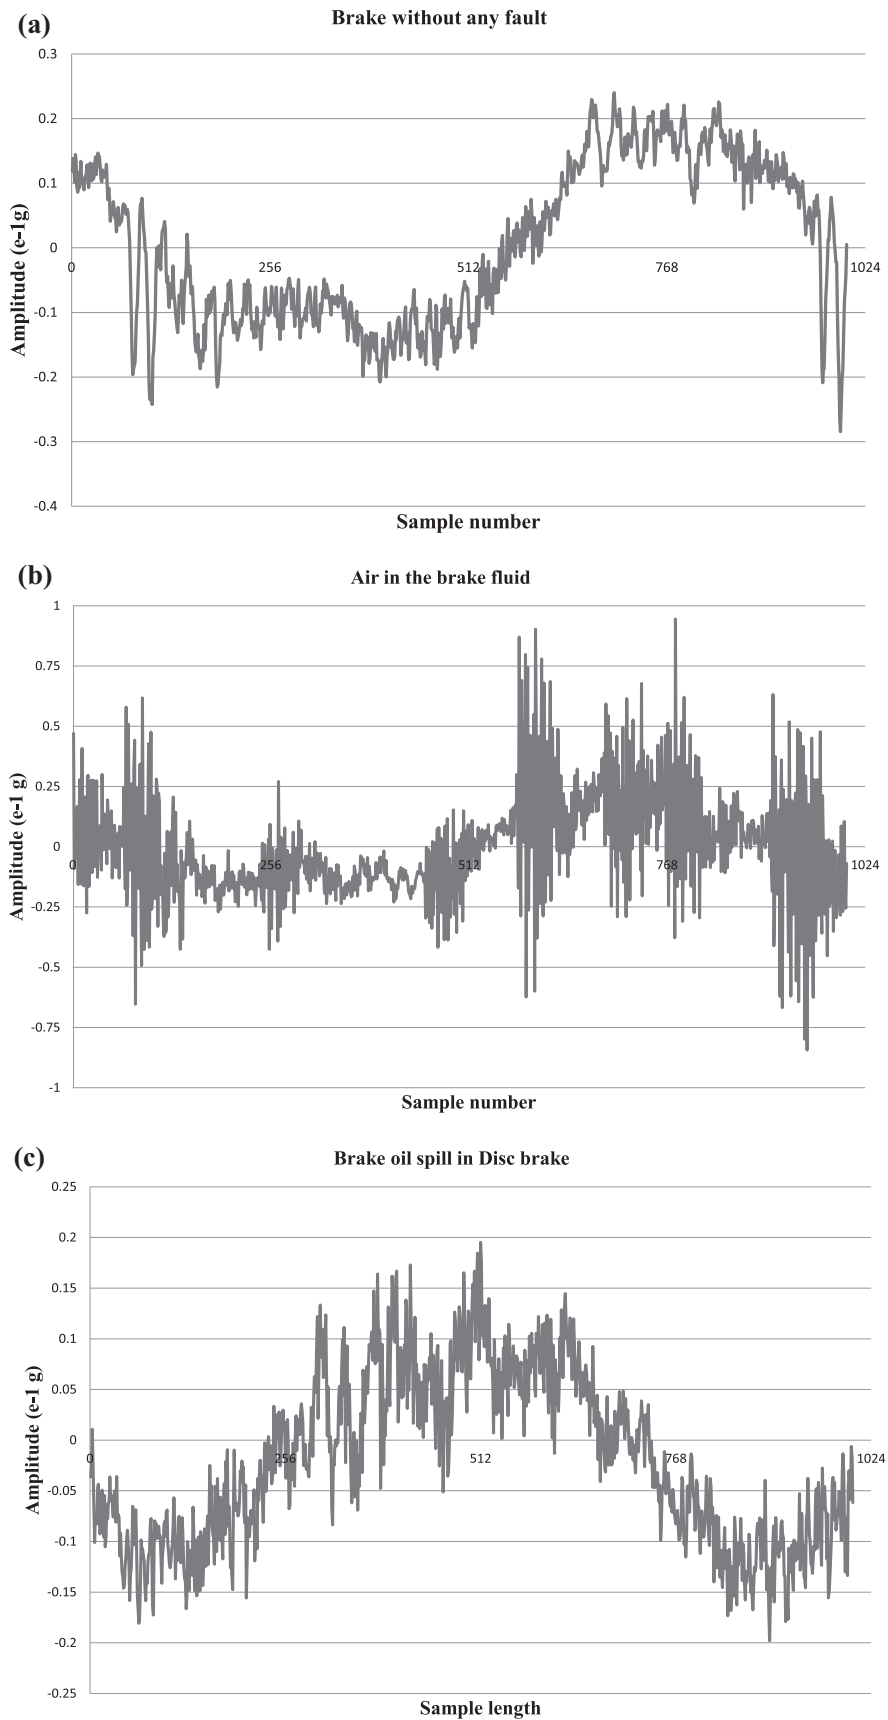 (a)
Brake without any fault
0.3
0.2
0.1
0
-0.1
-0.2
-0.3
-0.4
0 256 512 768 1024
Amplitude (e-1g)
Sample number
(b)
Air in the brake fluid
1
0.75
0.5
0.25
0
-0.25
-0.5
-0.75
-1
0 256 512 768 1024
Amplitude (e-1 g)
Sample number
(c)
Brake oil spill in Disc brake
0.25
0.2
0.15
0.1
0.05
0
-0.05
-0.1
-0.15
-0.2
-0.25
0 256 512 768 1024
Amplitude (e-1 g)
Sample length